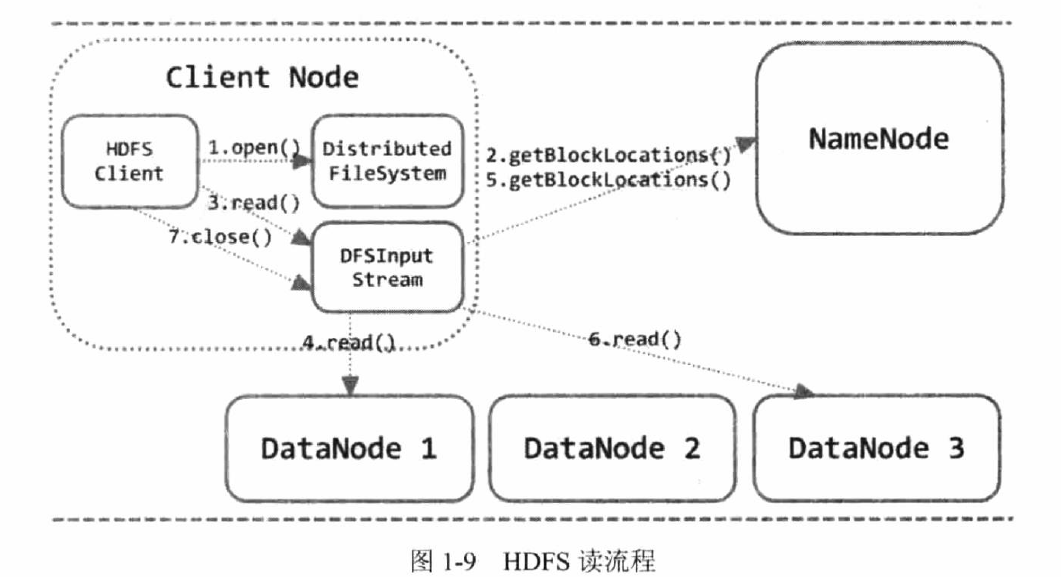 Client Node
HDFS
Client
1.open()
Distributed
FileSystem
2.getBlockLocations()
5.getBlockLocations()
NameNode
3.read()
7.close()
DFSInput
Stream
4.read()
6.read()
DataNode 1
DataNode 2
DataNode 3
图 1-9 HDFS 读流程